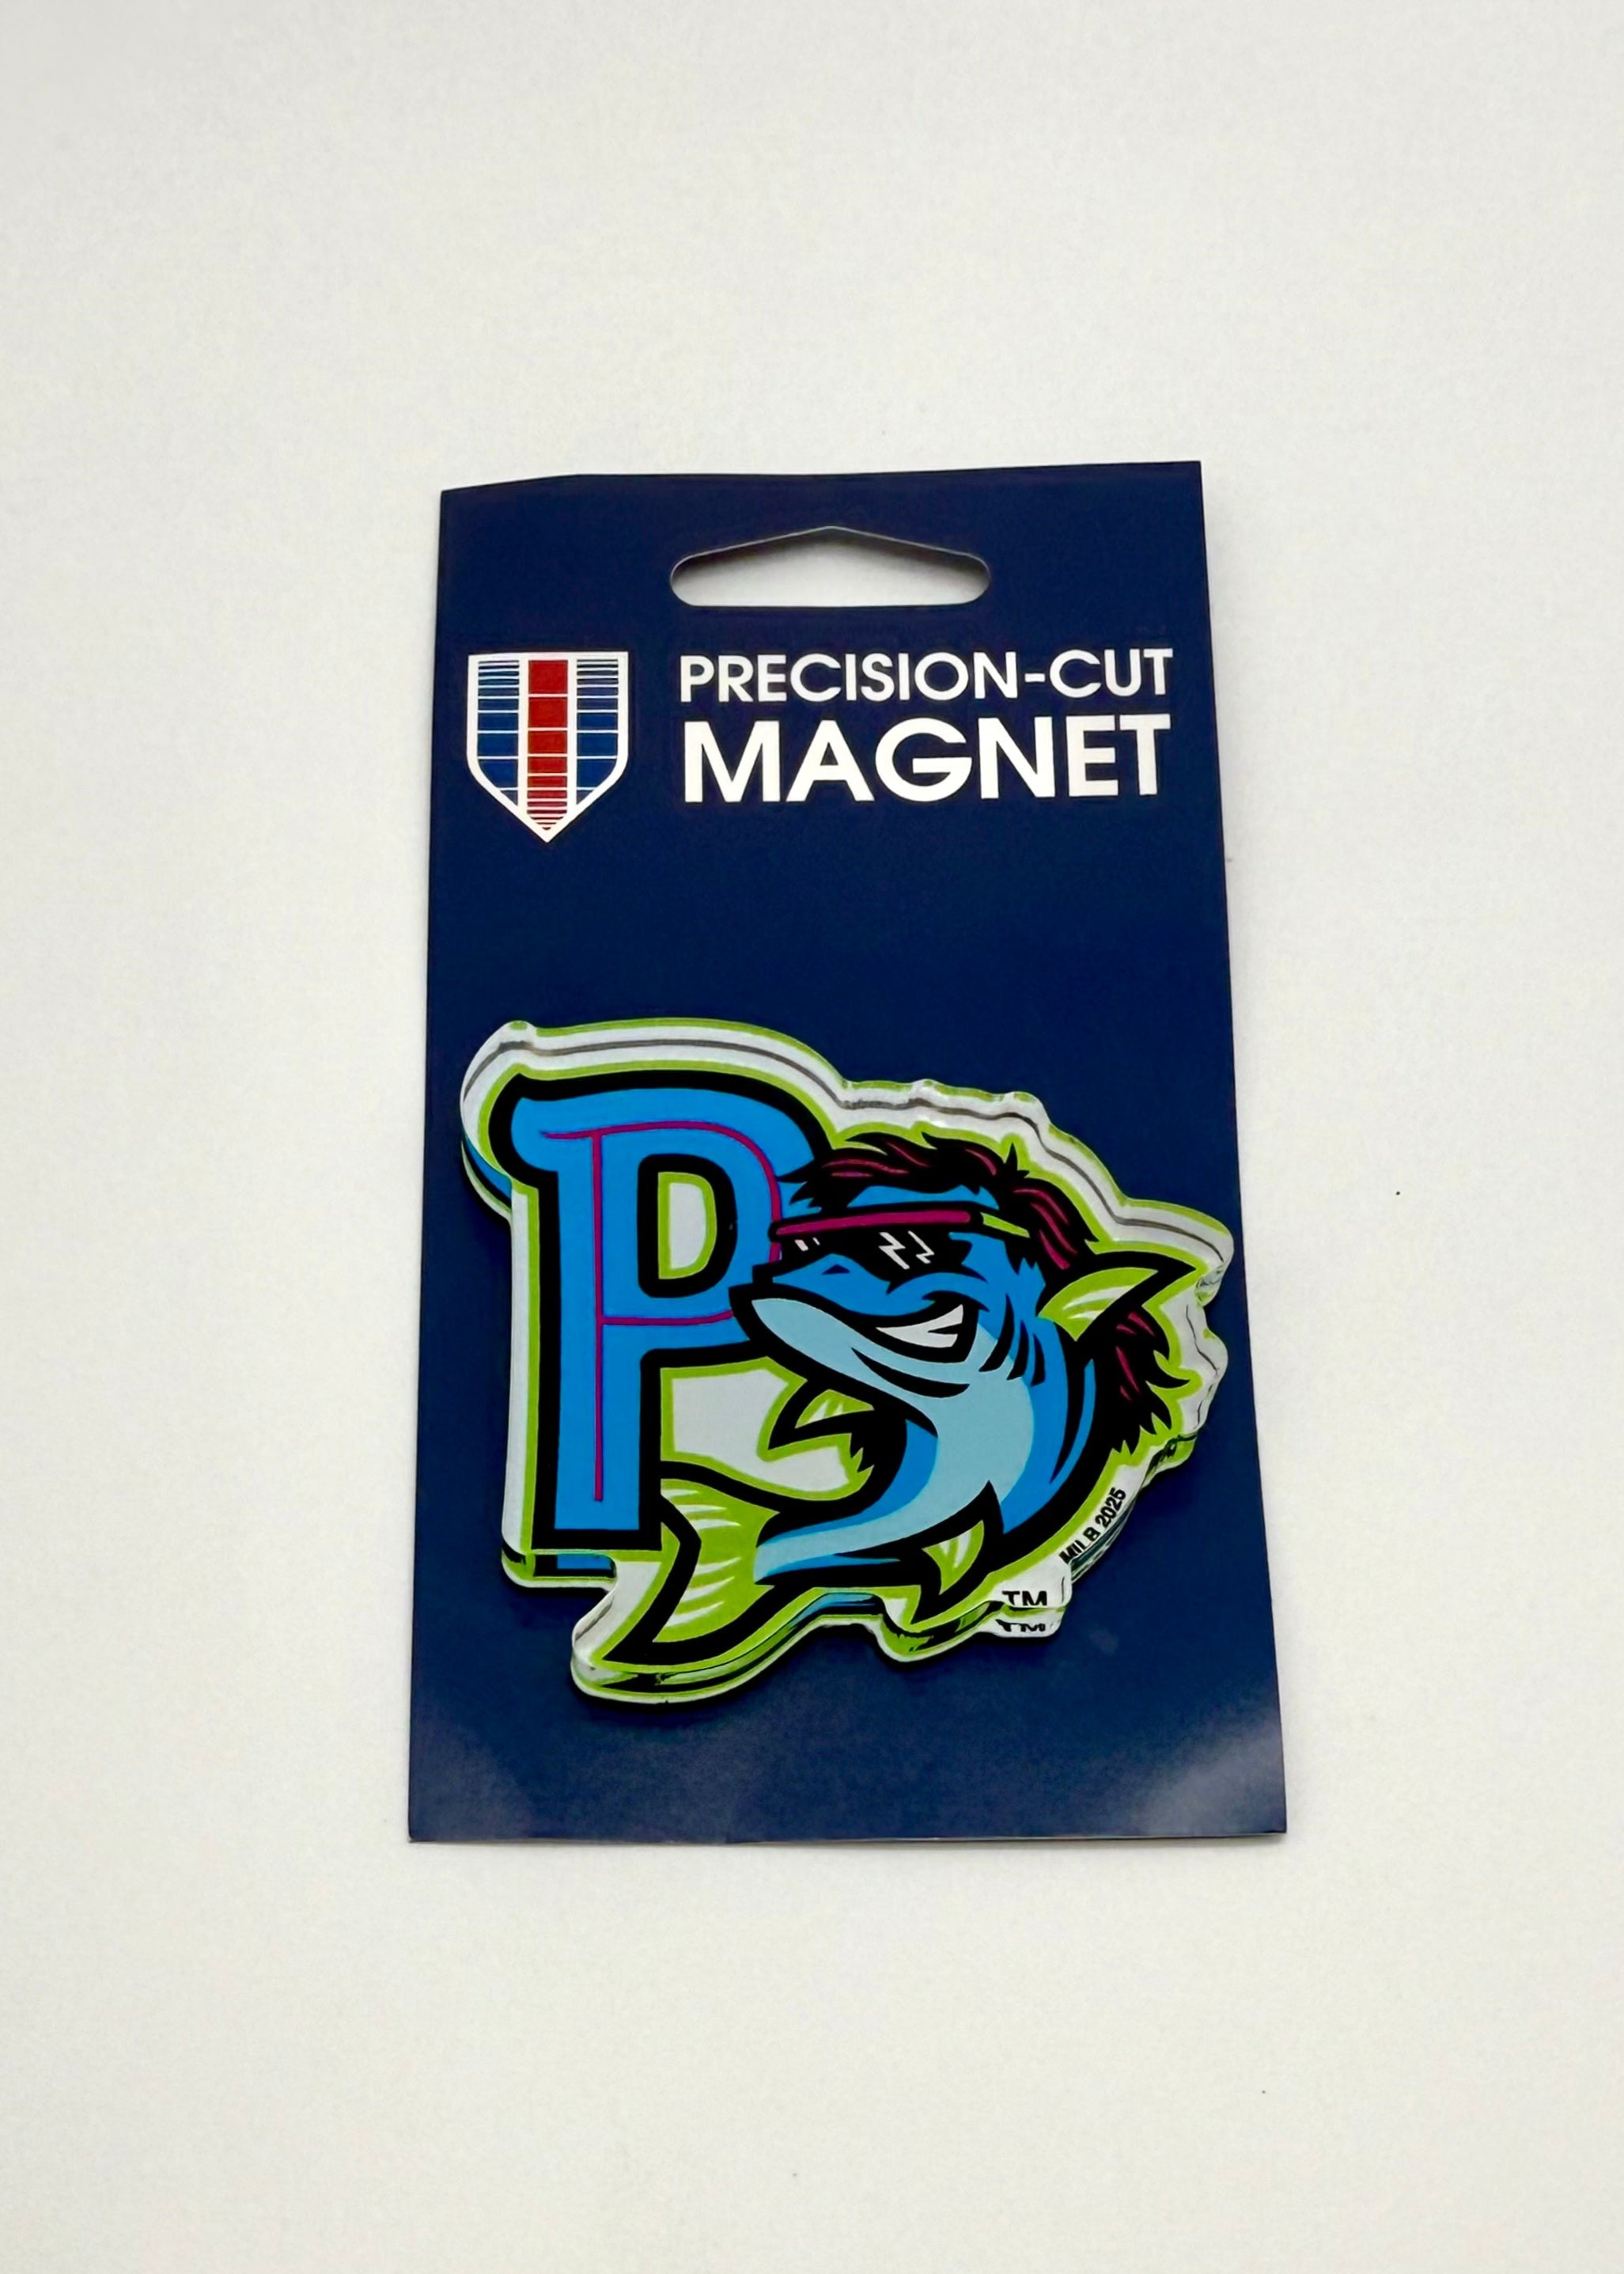 PRECISION-CUT
MAGNET
P
MILB 2025
TM
TM